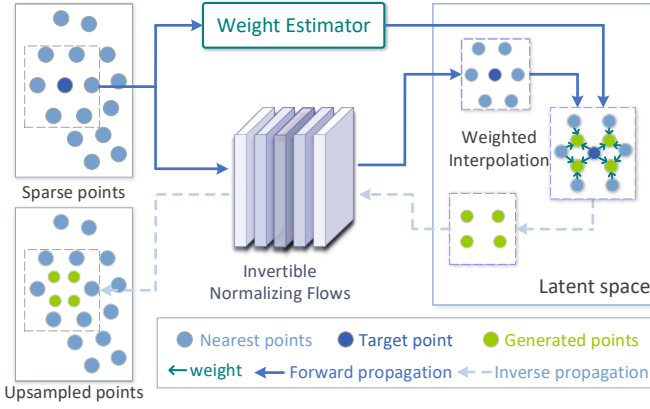 Weight Estimator
Sparse points
Weighted
Interpolation
Invertible
Normalizing Flows
Latent space
Upsampled points
Nearest points
Target point
Generated points
weight
Forward propagation
Inverse propagation